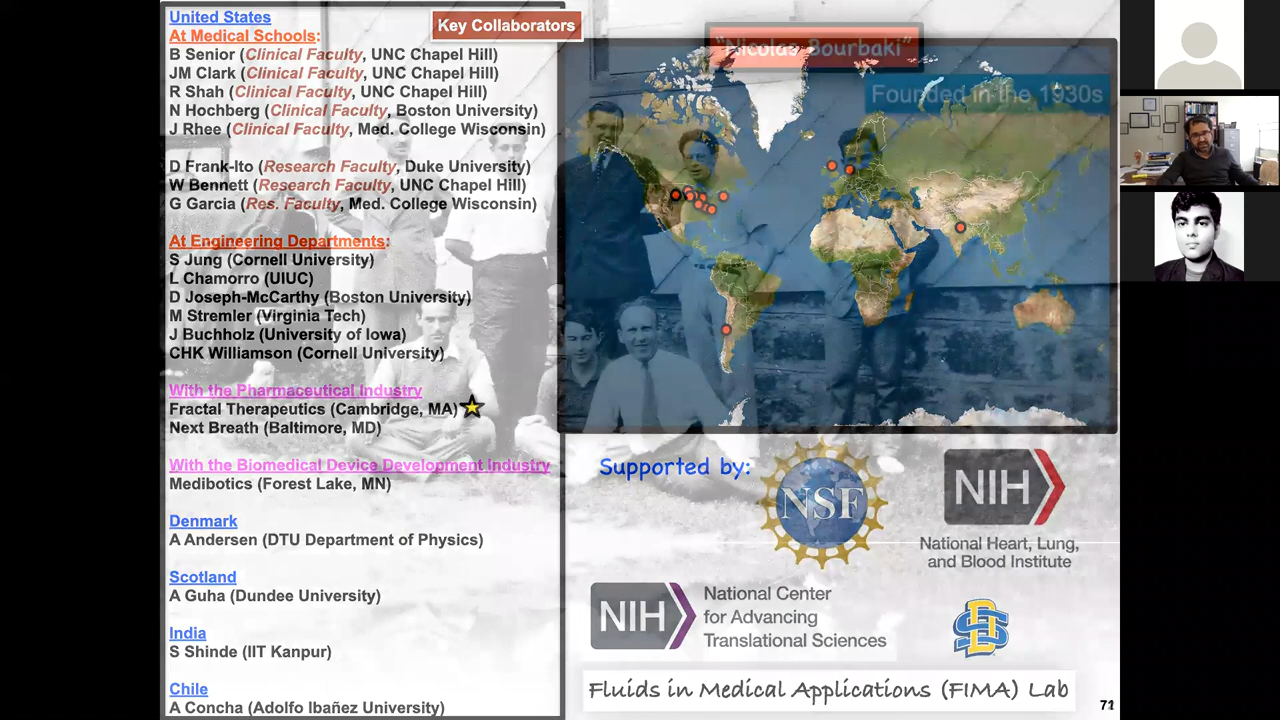 Key Collaborators
United States
At Medical Schools:
B Senior (Clinical Faculty, UNC Chapel Hill)
JM Clark (Clinical Faculty, UNC Chapel Hill)
R Shah (Clinical Faculty, UNC Chapel Hill)
N Hochberg (Clinical Faculty, Boston University)
J Rhee (Clinical Faculty, Med. College Wisconsin)
D Frank-Ito (Research Faculty, Duke University)
W Bennett (Research Faculty, UNC Chapel Hill)
G Garcia (Res. Faculty, Med. College Wisconsin)
At Engineering Departments:
S Jung (Cornell University)
L Chamorro (UIUC)
D Joseph-McCarthy (Boston University)
M Stremler (Virginia Tech)
J Buchholz (University of Iowa)
CHK Williamson (Cornell University)
With the Pharmaceutical Industry
Fractal Therapeutics (Cambridge, MA)
Next Breath (Baltimore, MD)
With the Biomedical Device Development Industry
Medibotics (Forest Lake, MN)
Denmark
A Andersen (DTU Department of Physics)
Scotland
A Guha (Dundee University)
India
S Shinde (IIT Kanpur)
Chile
A Concha (Adolfo Ibañez University)
"Nicolas Bourbaki"
Founded in the 1930s
Supported by:
NSF
NIH
National Heart, Lung,
and Blood Institute
NIH
National Center
for Advancing
Translational Sciences
Fluids in Medical Applications (FIMA) Lab